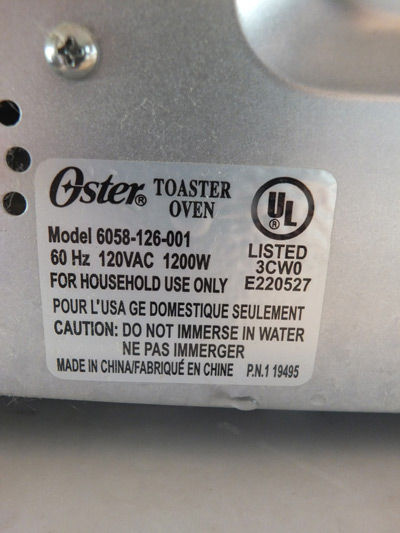 Oster® TOASTER OVEN
UL
Model 6058-126-001
LISTED
60 Hz 120VAC 1200W
3CW0
FOR HOUSEHOLD USE ONLY
E220527
POUR L'USA GE DOMESTIQUE SEULEMENT
CAUTION: DO NOT IMMERSE IN WATER
NE PAS IMMERGER
MADE IN CHINA/FABRIQUÉ EN CHINE P.N.1 19495